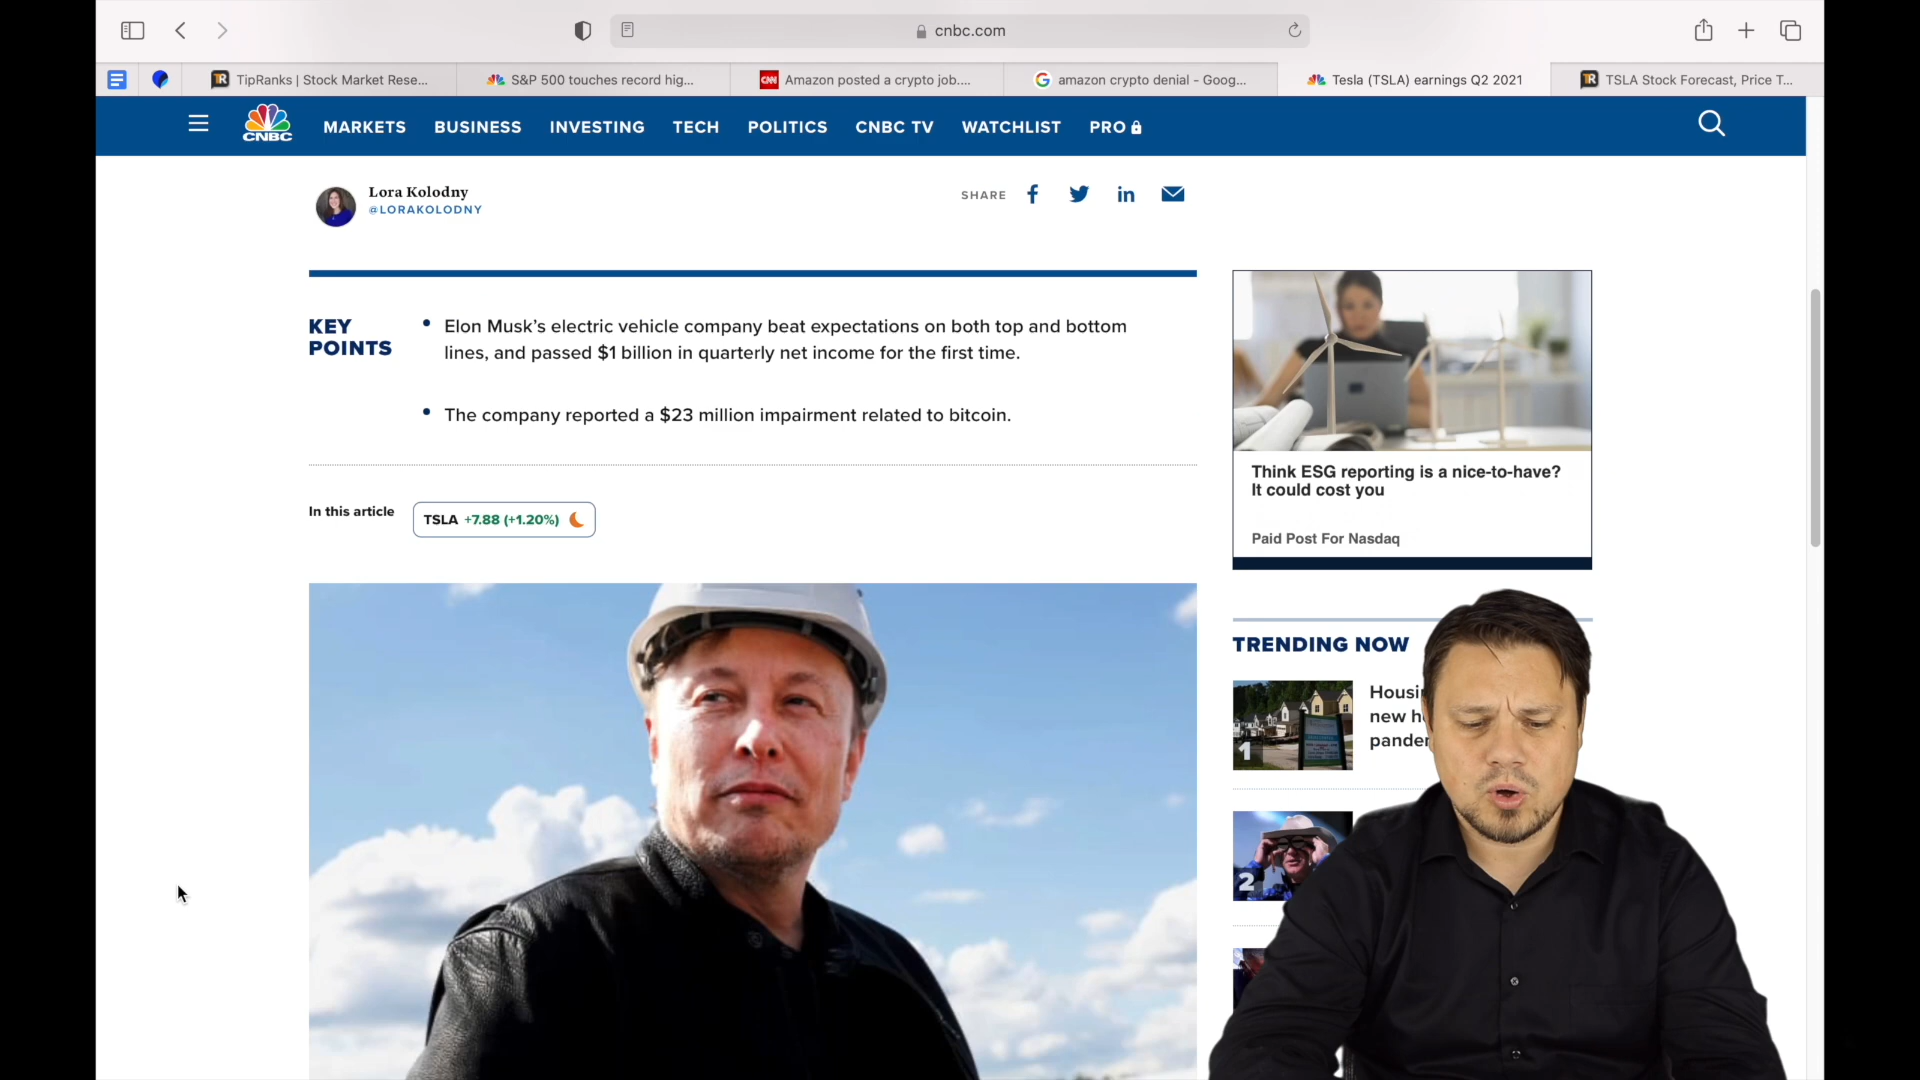 cnbc.com
TipRanks | Stock Market Rese...
S&P 500 touches record hig...
CNN
Amazon posted a crypto job....
amazon crypto denial - Goog...
Tesla (TSLA) earnings Q2 2021
TSLA Stock Forecast, Price T...
CNBC
MARKETS
BUSINESS
INVESTING
TECH
POLITICS
CNBC TV
WATCHLIST
PRO
Lora Kolodny
@LORAKOLODNY
SHARE
KEY
POINTS
Elon Musk’s electric vehicle company beat expectations on both top and bottom
lines, and passed $1 billion in quarterly net income for the first time.
The company reported a $23 million impairment related to bitcoin.
In this article
TSLA +7.88 (+1.20%)
Think ESG reporting is a nice-to-have?
It could cost you
Paid Post For Nasdaq
TRENDING NOW
1
new
2